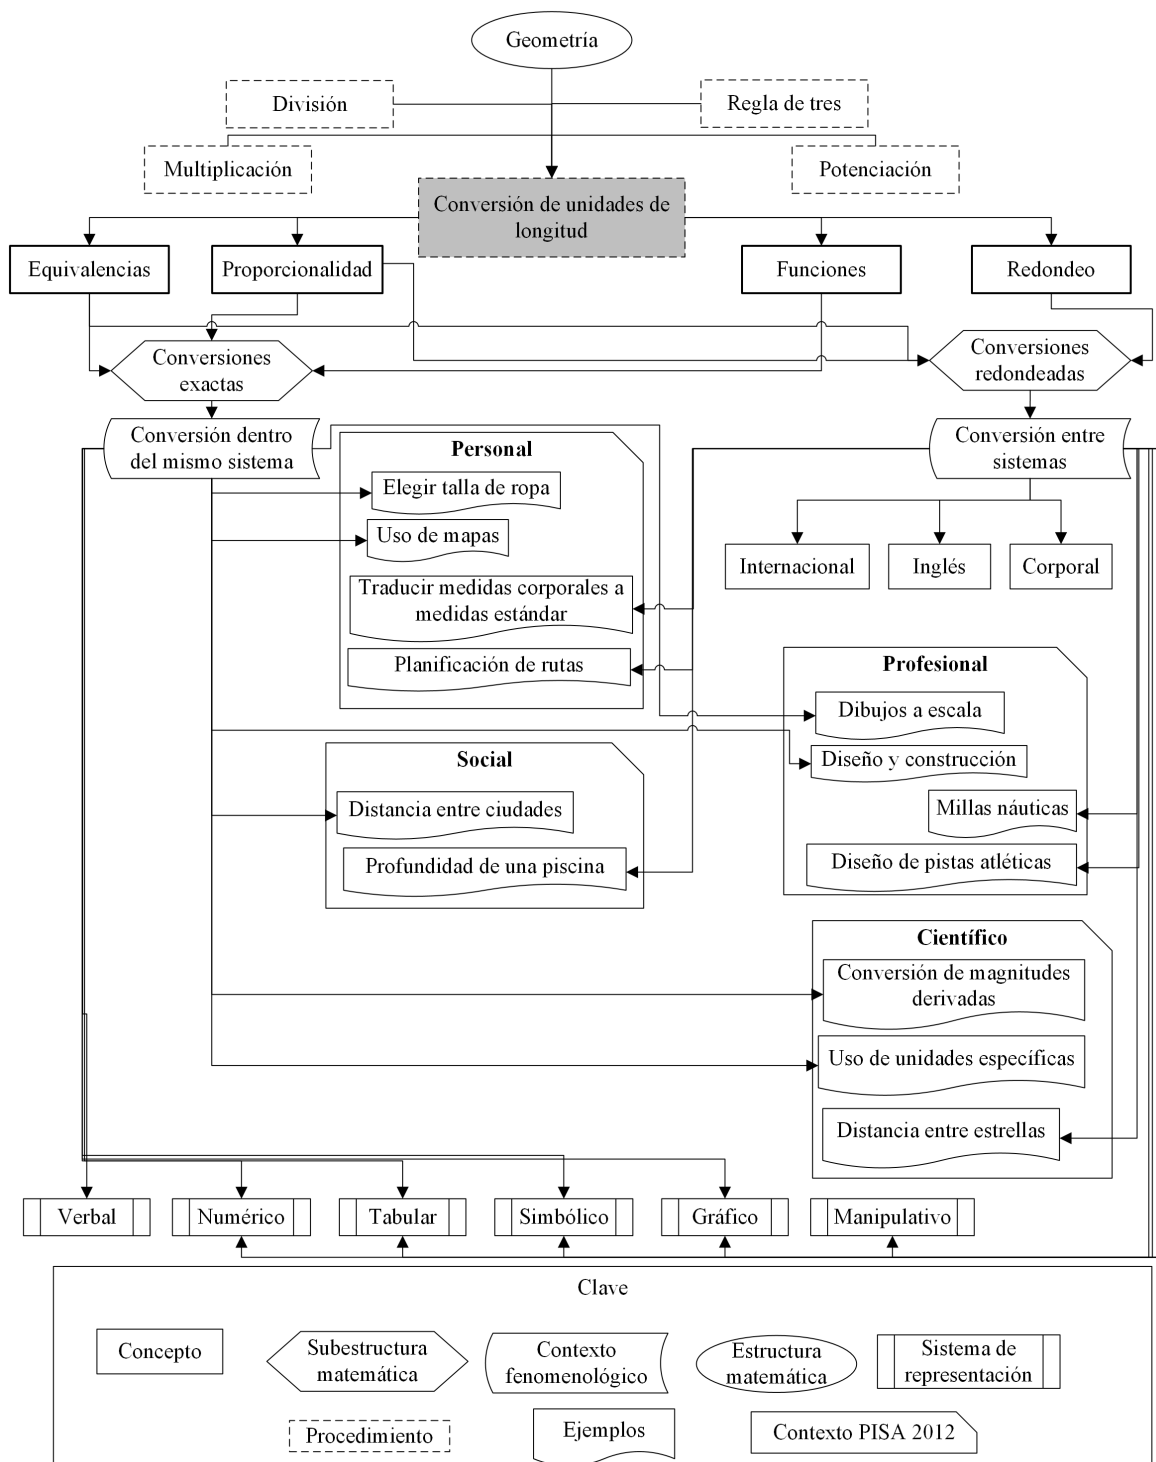 Geometría
División
Regla de tres
Multiplicación
Potenciación
Conversión de unidades de
longitud
Equivalencias
Proporcionalidad
Funciones
Redondeo
Conversiones
exactas
Conversiones
redondeadas
Conversión dentro
del mismo sistema
Conversión entre
sistemas
Personal
Elegir talla de ropa
Uso de mapas
Traducir medidas corporales a
medidas estándar
Planificación de rutas
Internacional
Inglés
Corporal
Profesional
Dibujos a escala
Diseño y construcción
Millas náuticas
Diseño de pistas atléticas
Social
Distancia entre ciudades
Profundidad de una piscina
Científico
Conversión de magnitudes
derivadas
Uso de unidades específicas
Distancia entre estrellas
Verbal
Numérico
Tabular
Simbólico
Gráfico
Manipulativo
Clave
Concepto
Subestructura
matemática
Contexto
fenomenológico
Estructura
matemática
Sistema de
representación
Procedimiento
Ejemplos
Contexto PISA 2012